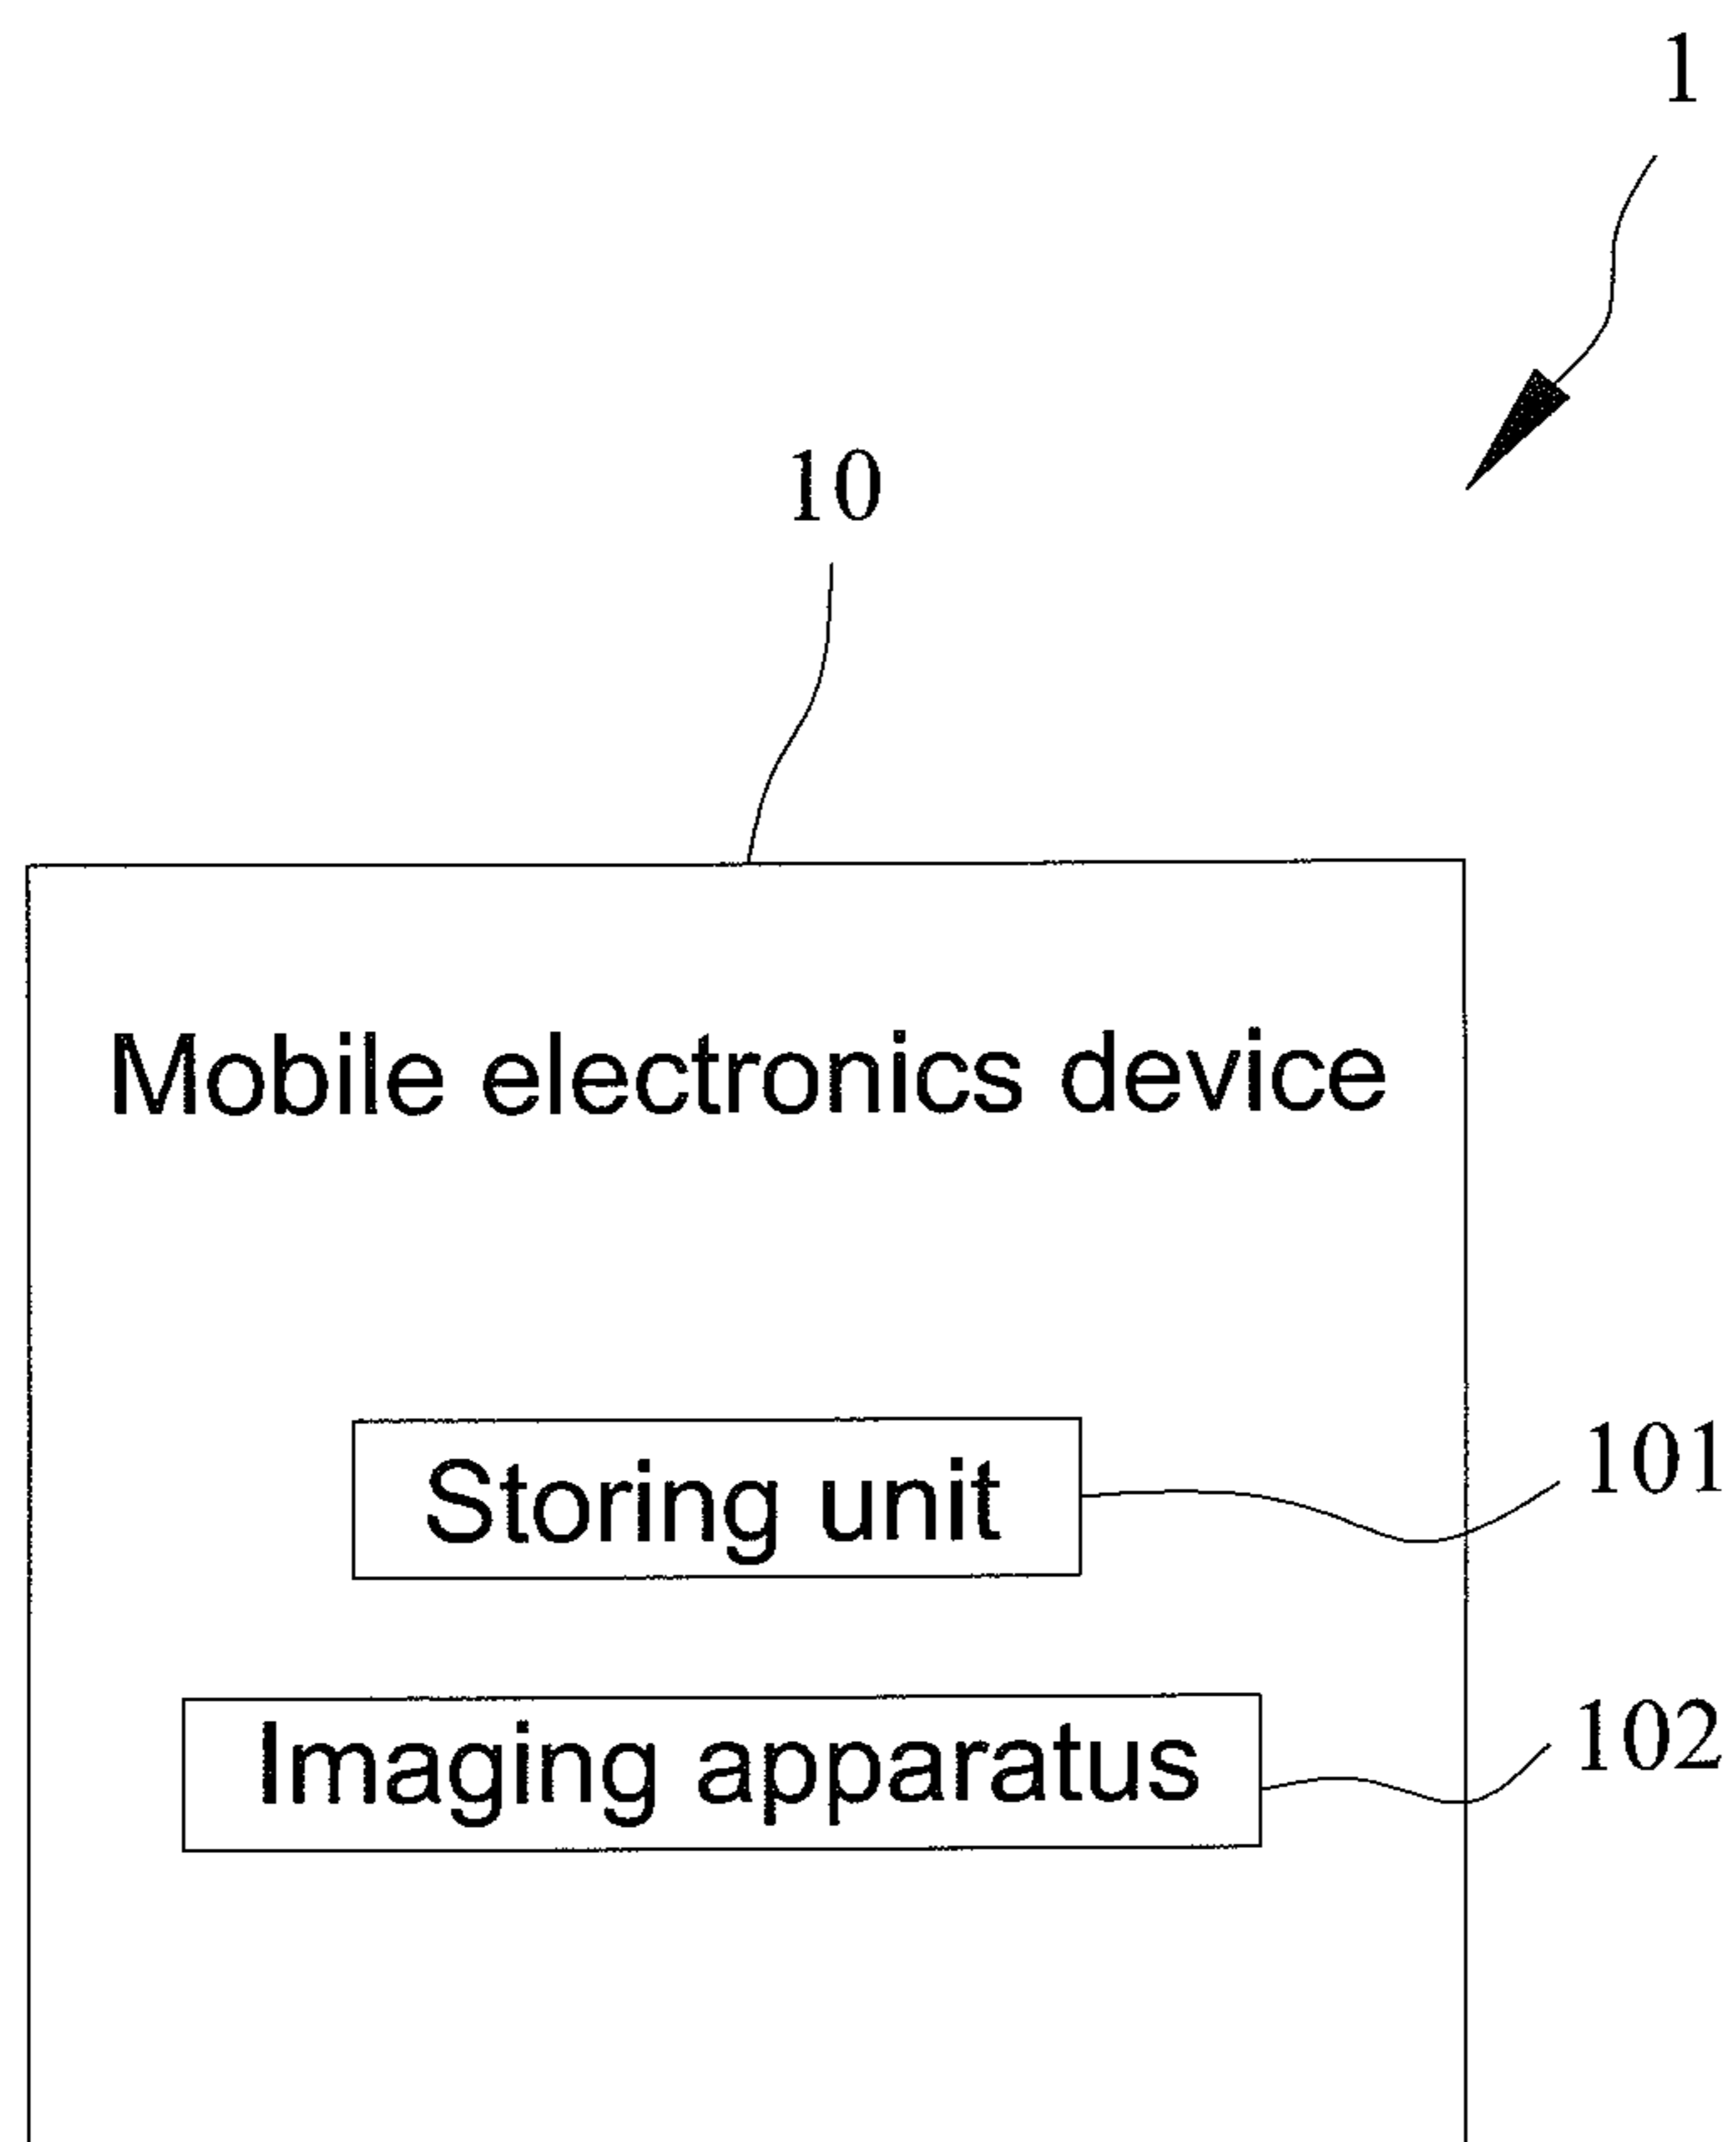 1
10
Mobile electronics device
Storing unit
101
Imaging apparatus
102